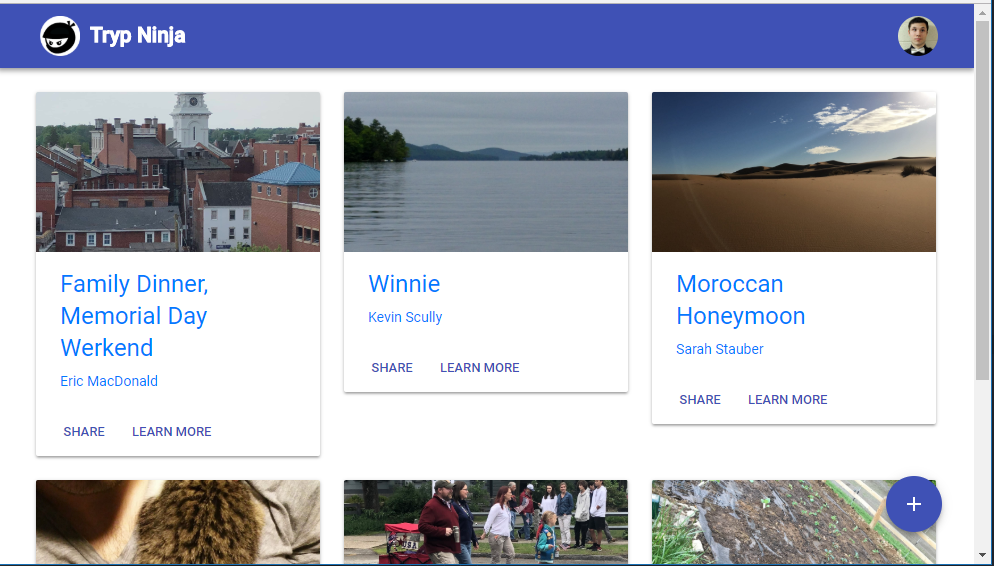 Tryp Ninja
Family Dinner,
Memorial Day
Werkend
Eric MacDonald
SHARE LEARN MORE
Winnie
Kevin Scully
SHARE LEARN MORE
Moroccan
Honeymoon
Sarah Stauber
SHARE LEARN MORE